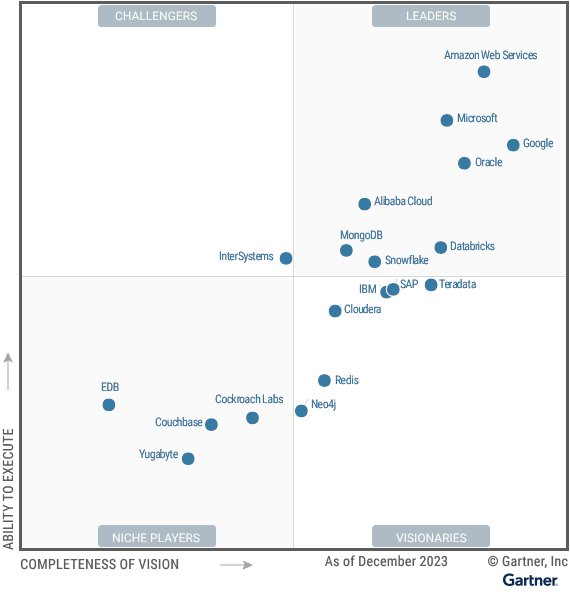 CHALLENGERS
LEADERS
Amazon Web Services
Microsoft
Google
Oracle
Alibaba Cloud
MongoDB
Databricks
InterSystems
Snowflake
IBM
SAP
Teradata
Cloudera
Redis
EDB
Cockroach Labs
Neo4j
Couchbase
Yugabyte
ABILITY TO EXECUTE
NICHE PLAYERS
VISIONARIES
COMPLETENESS OF VISION
As of December 2023
© Gartner, Inc
Gartner